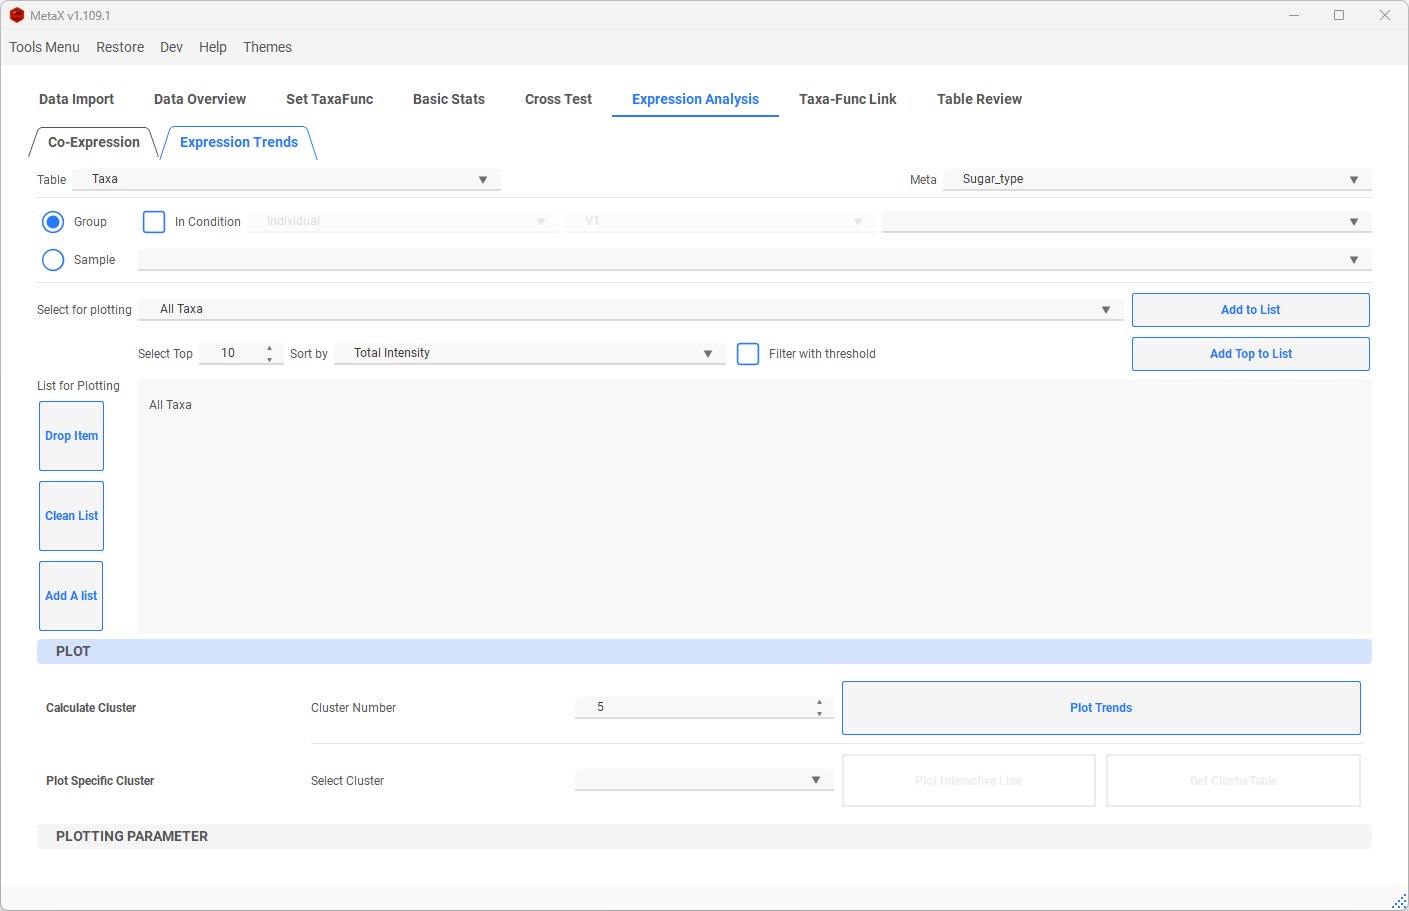 MetaX v1.109.1
Tools Menu Restore Dev Help Themes
Data Import Data Overview Set TaxaFunc Basic Stats Cross Test Expression Analysis Taxa-Func Link Table Review
Co-Expression Expression Trends
Table Taxa Meta Sugar_type
Group In Condition Individual V1
Sample
Select for plotting All Taxa Add to List
Select Top 10 Sort by Total Intensity Filter with threshold Add Top to List
List for Plotting
All Taxa
Drop Item
Clean List
Add A list
PLOT
Calculate Cluster Cluster Number 5 Plot Trends
Plot Specific Cluster Select Cluster Plot Interactive Line Get ClusterTable
PLOTTING PARAMETER